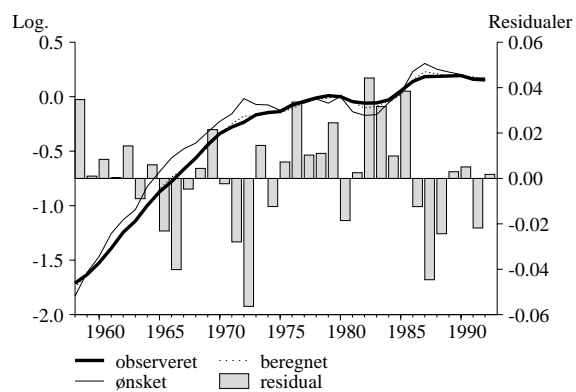 Log. Residualer
0.5 0.06
0.0 0.04
-0.5 0.02
-1.0 0.00
-1.5 -0.02
-2.0 -0.04
-0.06
1960 1965 1970 1975 1980 1985 1990
observeret beregnet
ønsket residual